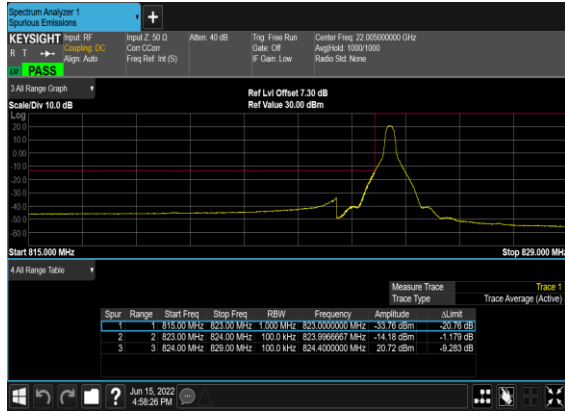 Spectrum Analyzer 1
Spurious Emissions
KEYSIGHT Input: RF Input Z: 50 Ω Atten: 40 dB Trig: Free Run Center Freq: 22.005000000 GHz
R T Coupling: DC Corr CCorr Gate: Off Avg|Hold: 1000/1000
Align: Auto Freq Ref: Int (S) IF Gain: Low Radio Std: None
PASS
3 All Range Graph Ref Lvl Offset 7.30 dB
Scale/Div 10.0 dB Ref Value 30.00 dBm
Log
20.0
10.0
0.00
-10.0
-20.0
-30.0
-40.0
-50.0
-60.0
Start 815.000 MHz Stop 829.000 MHz
4 All Range Table
Measure Trace Trace 1
Trace Type Trace Average (Active)
Spur Range Start Freq Stop Freq RBW Frequency Amplitude ΔLimit
1 1 815.00 MHz 823.00 MHz 1.000 MHz 823.0000000 MHz -33.76 dBm -20.76 dB
2 2 823.00 MHz 824.00 MHz 100.0 kHz 823.9966667 MHz -14.18 dBm -1.179 dB
3 3 824.00 MHz 829.00 MHz 100.0 kHz 824.4000000 MHz 20.72 dBm -9.283 dB
Jun 15, 2022
4:58:26 PM